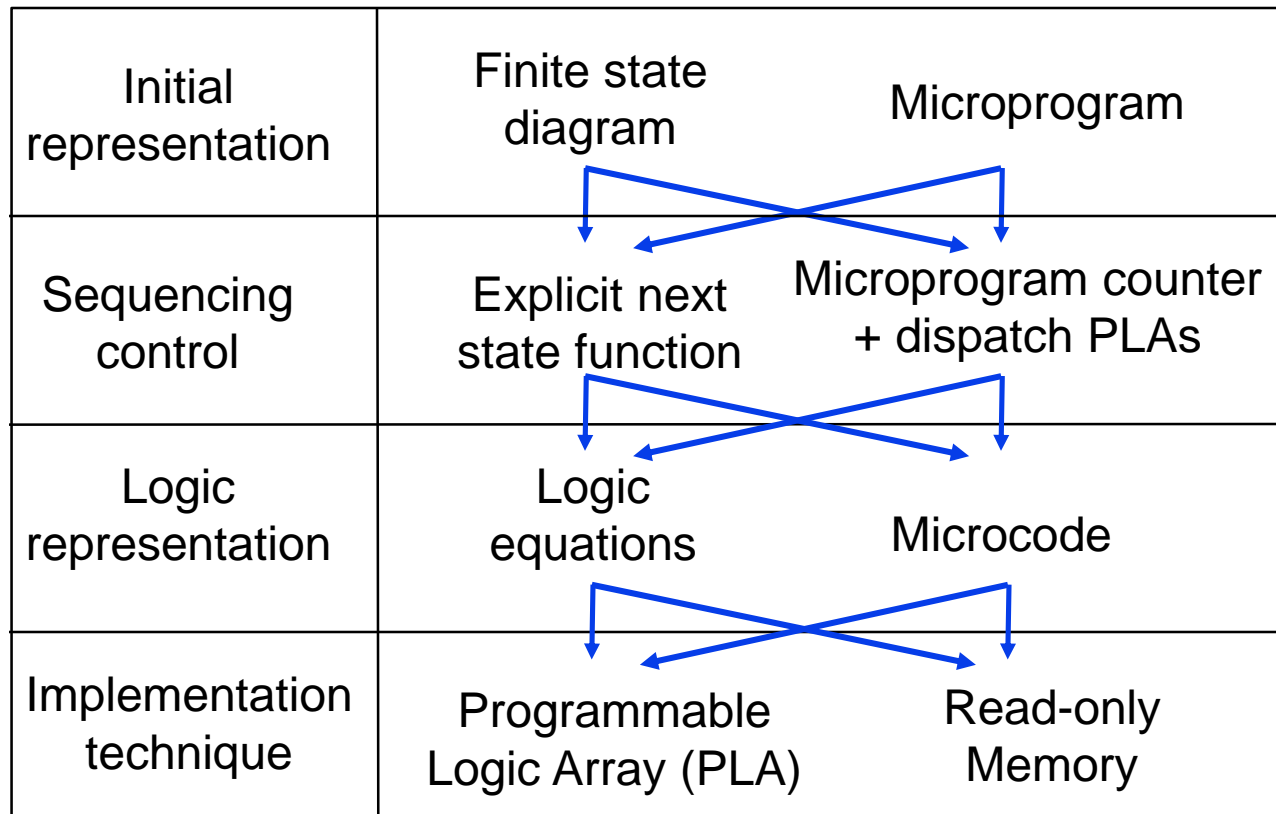 Initial
representation
Finite state
diagram
Microprogram
Sequencing
control
Explicit next
state function
Microprogram counter
+ dispatch PLAs
Logic
representation
Logic
equations
Microcode
Implementation
technique
Programmable
Logic Array (PLA)
Read-only
Memory